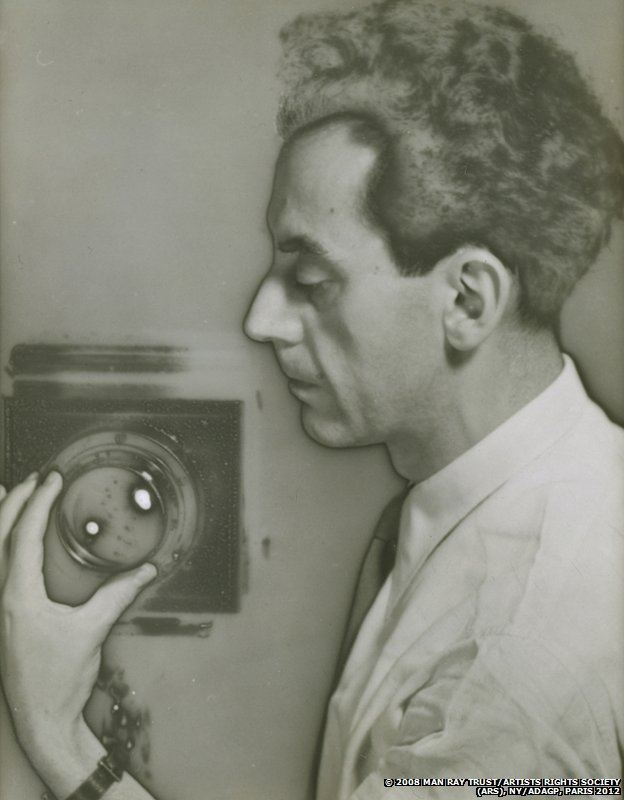 © 2008 MAN RAY TRUST/ARTISTS RIGHTS SOCIETY
(ARS), NY/ADAGP, PARIS 2012